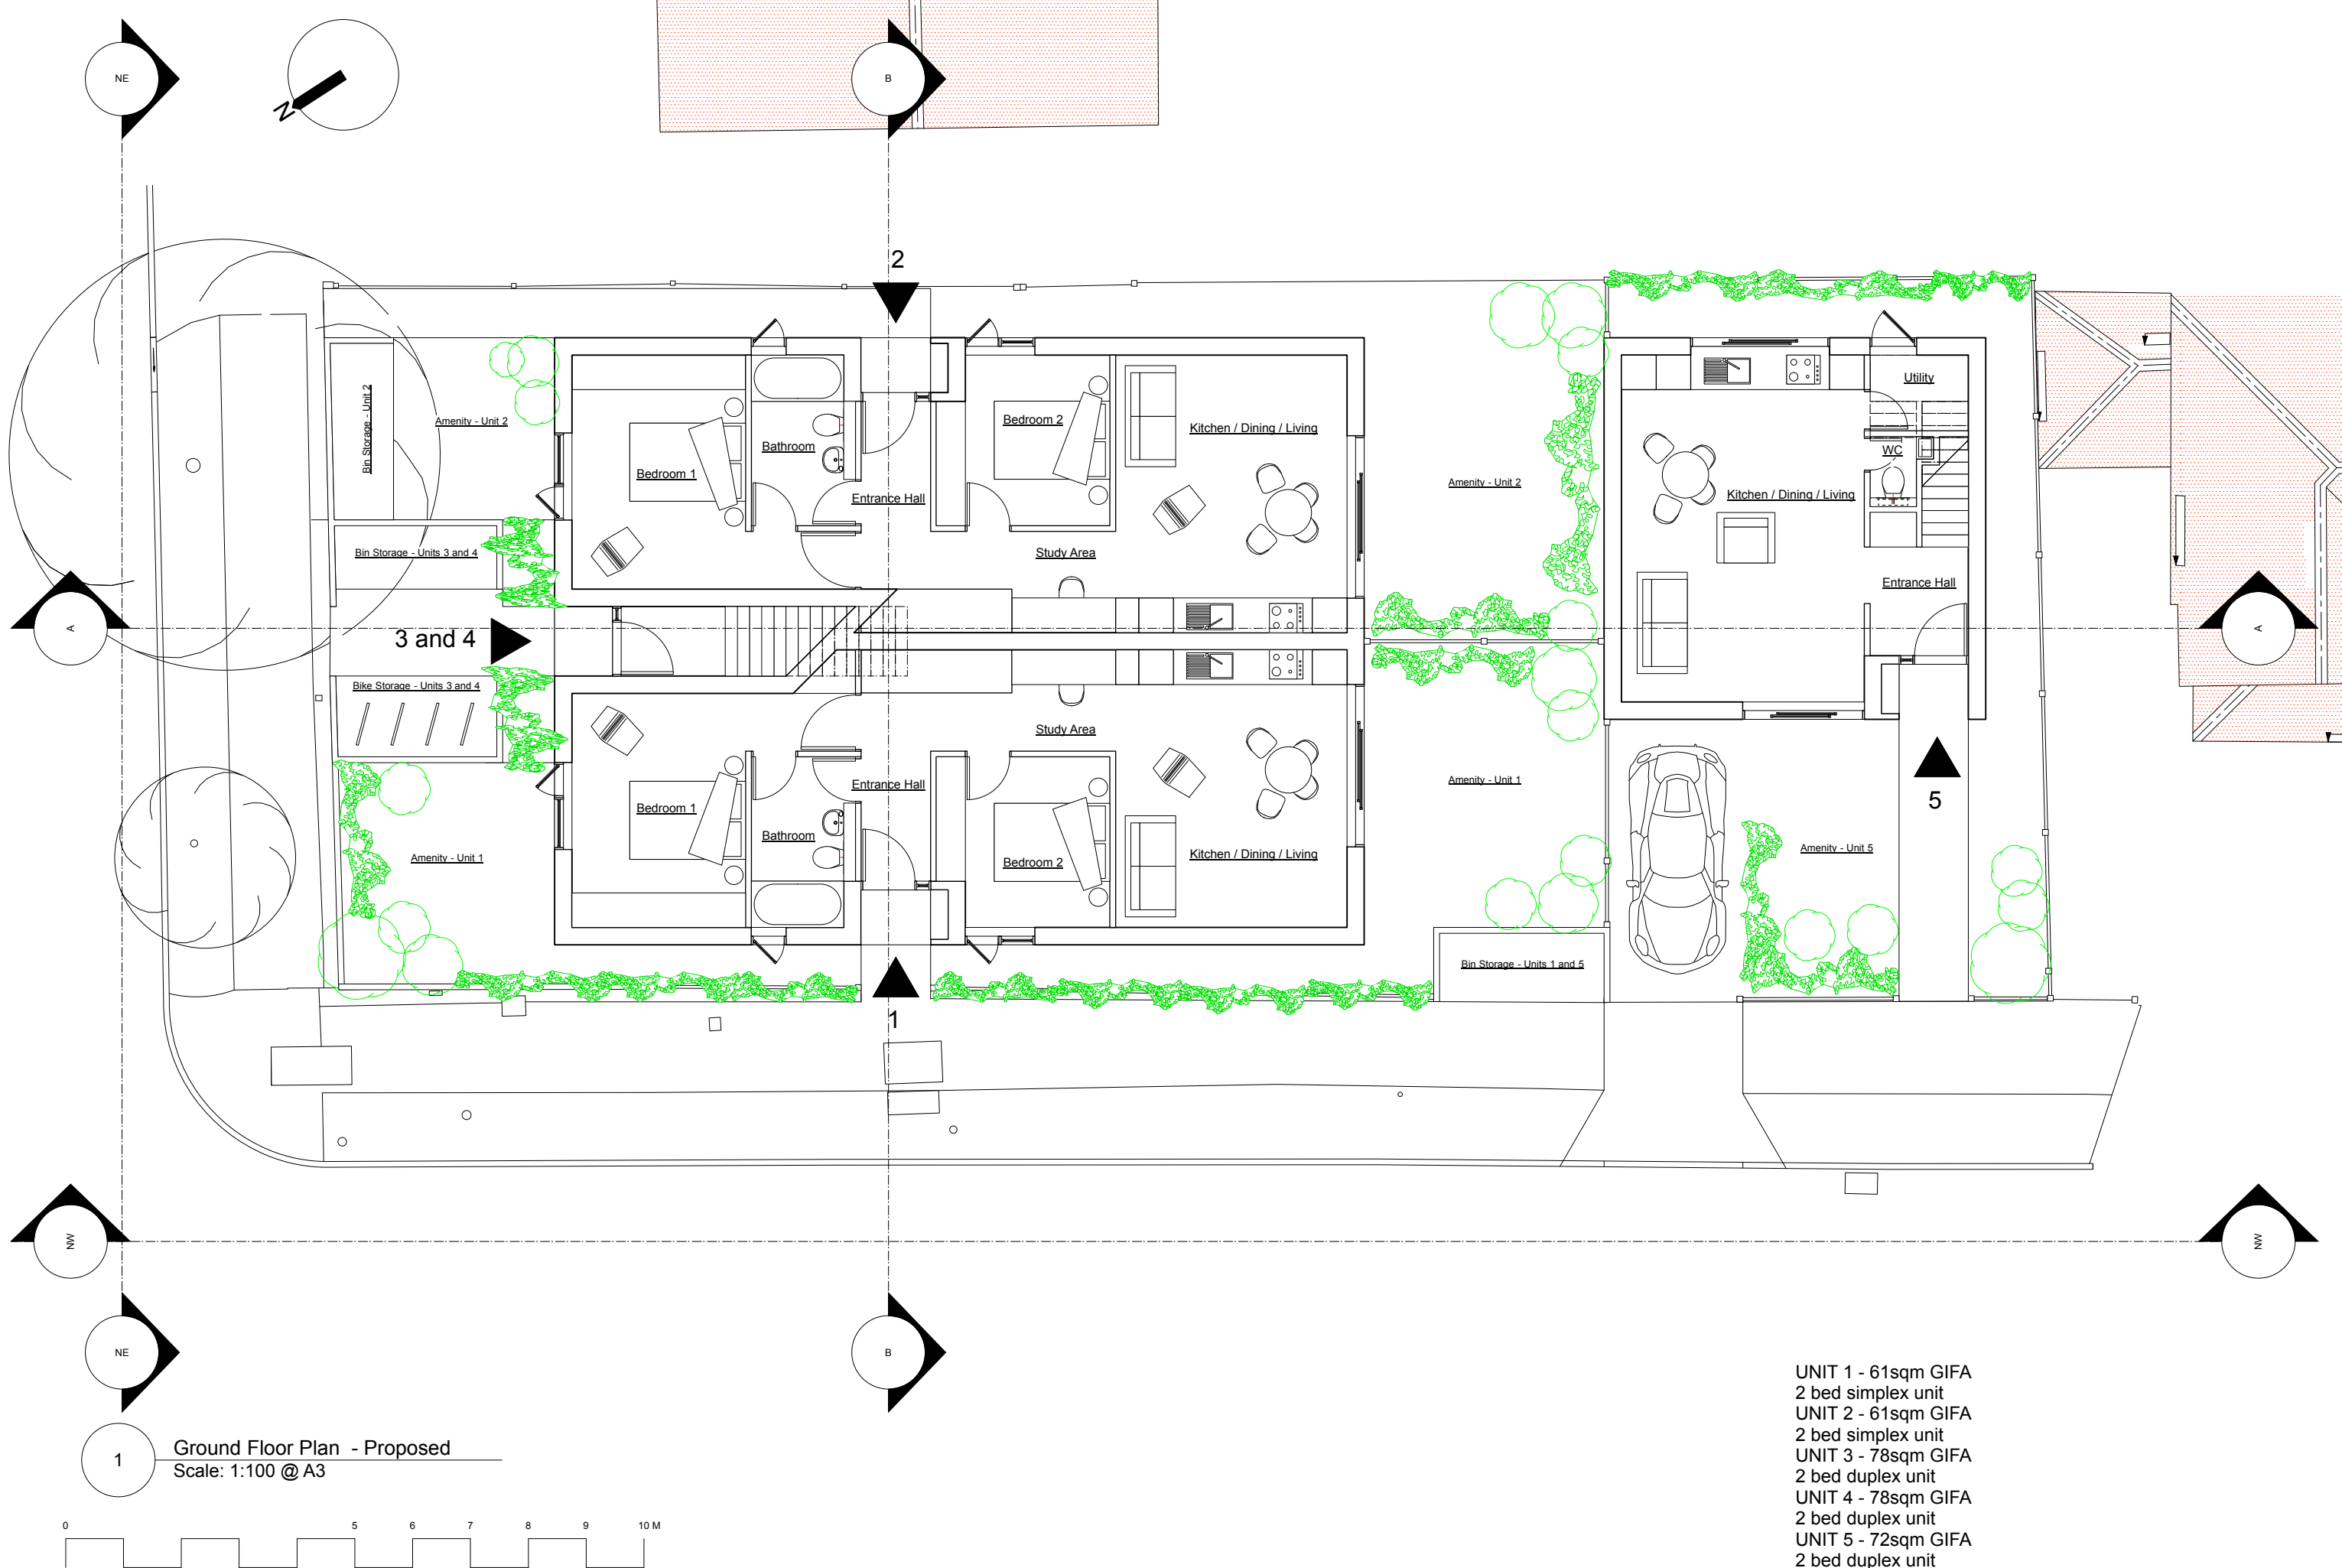 NE
N
B
2
Bin Storage - Unit 2
Amenity - Unit 2
Bedroom 1
Bathroom
Entrance Hall
Bedroom 2
Kitchen / Dining / Living
Study Area
Amenity - Unit 2
Kitchen / Dining / Living
Utility
WC
Entrance Hall
Bin Storage - Units 3 and 4
A
3 and 4
A
Bike Storage - Units 3 and 4
Amenity - Unit 1
Bedroom 1
Bathroom
Entrance Hall
Study Area
Bedroom 2
Kitchen / Dining / Living
Amenity - Unit 1
Amenity - Unit 5
5
Bin Storage - Units 1 and 5
1
NW
NW
NE
B
1
Ground Floor Plan - Proposed
Scale: 1:100 @ A3
0 5 6 7 8 9 10 M
UNIT 1 - 61sqm GIFA
2 bed simplex unit
UNIT 2 - 61sqm GIFA
2 bed simplex unit
UNIT 3 - 78sqm GIFA
2 bed duplex unit
UNIT 4 - 78sqm GIFA
2 bed duplex unit
UNIT 5 - 72sqm GIFA
2 bed duplex unit